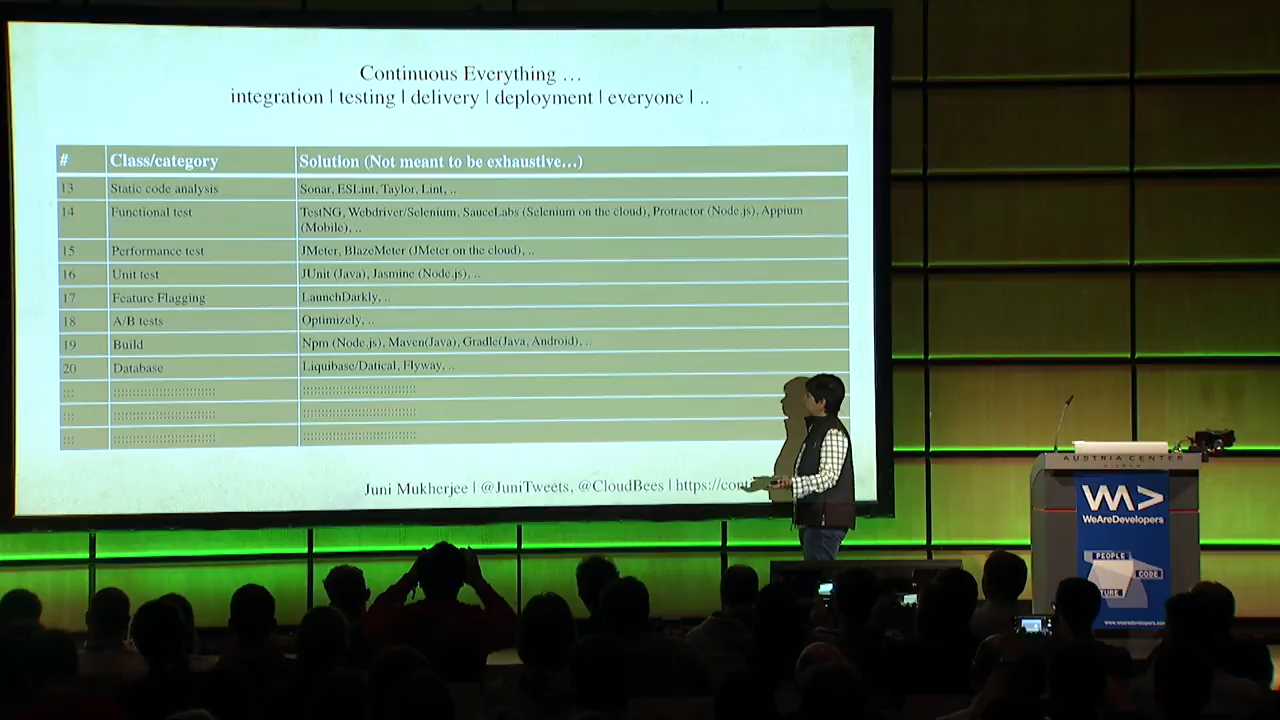 Continuous Everything …
integration | testing | delivery | deployment | everyone | ..
# Class/category Solution (Not meant to be exhaustive…)
13 Static code analysis Sonar, ESLint, Taylor, Lint, ..
14 Functional test TestNG, Webdriver/Selenium, SauceLabs (Selenium on the cloud), Protractor (Node.js), Appium
(Mobile), ..
15 Performance test JMeter, BlazeMeter (JMeter on the cloud), ..
16 Unit test JUnit (Java), Jasmine (Node.js), ..
17 Feature Flagging LaunchDarkly, ..
18 A/B tests Optimizely, ..
19 Build Npm (Node.js), Maven(Java), Gradle(Java, Android), ..
20 Database Liquibase/Datical, Flyway, ..
::: ::::::::::::::::::::::::::: ::::::::::::::::::::::::::::::
::: ::::::::::::::::::::::::::: ::::::::::::::::::::::::::::::
::: ::::::::::::::::::::::::::: ::::::::::::::::::::::::::::::
Juni Mukherjee | @JuniTweets, @CloudBees | https://cont
AUSTRIA CENTER
WeAreDevelopers
PEOPLE
CODE
TURE